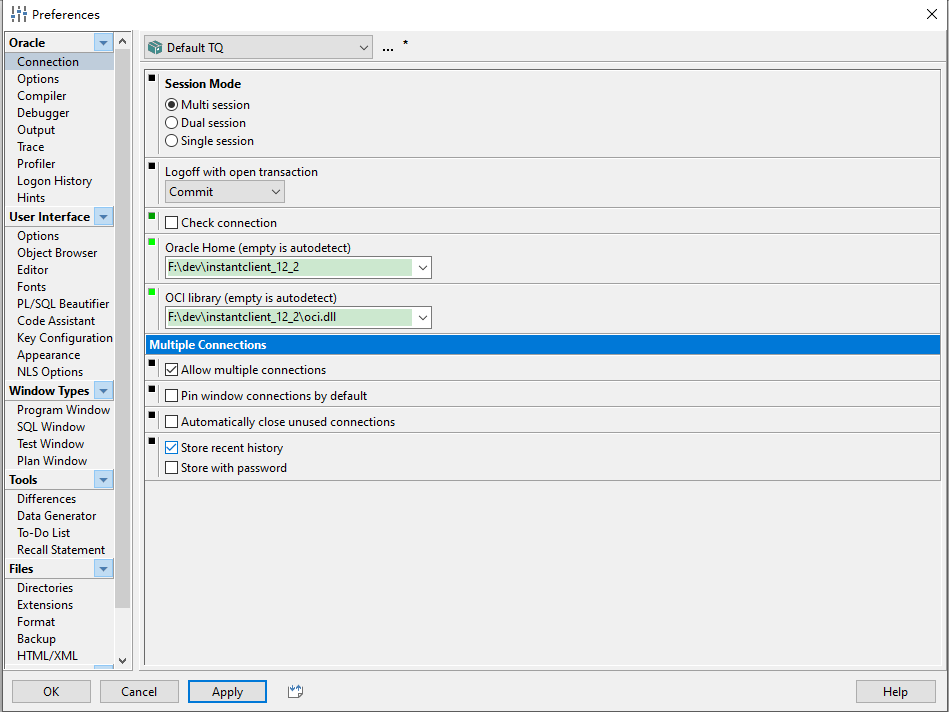 Preferences
Oracle
Connection
Options
Compiler
Debugger
Output
Trace
Profiler
Logon History
Hints
User Interface
Options
Object Browser
Editor
Fonts
PL/SQL Beautifier
Code Assistant
Key Configuration
Appearance
NLS Options
Window Types
Program Window
SQL Window
Test Window
Plan Window
Tools
Differences
Data Generator
To-Do List
Recall Statement
Files
Directories
Extensions
Format
Backup
HTML/XML
Default TQ ... *
Session Mode
Multi session
Dual session
Single session
Logoff with open transaction
Commit
Check connection
Oracle Home (empty is autodetect)
F:\dev\instantclient_12_2
OCI library (empty is autodetect)
F:\dev\instantclient_12_2\oci.dll
Multiple Connections
Allow multiple connections
Pin window connections by default
Automatically close unused connections
Store recent history
Store with password
OK
Cancel
Apply
Help